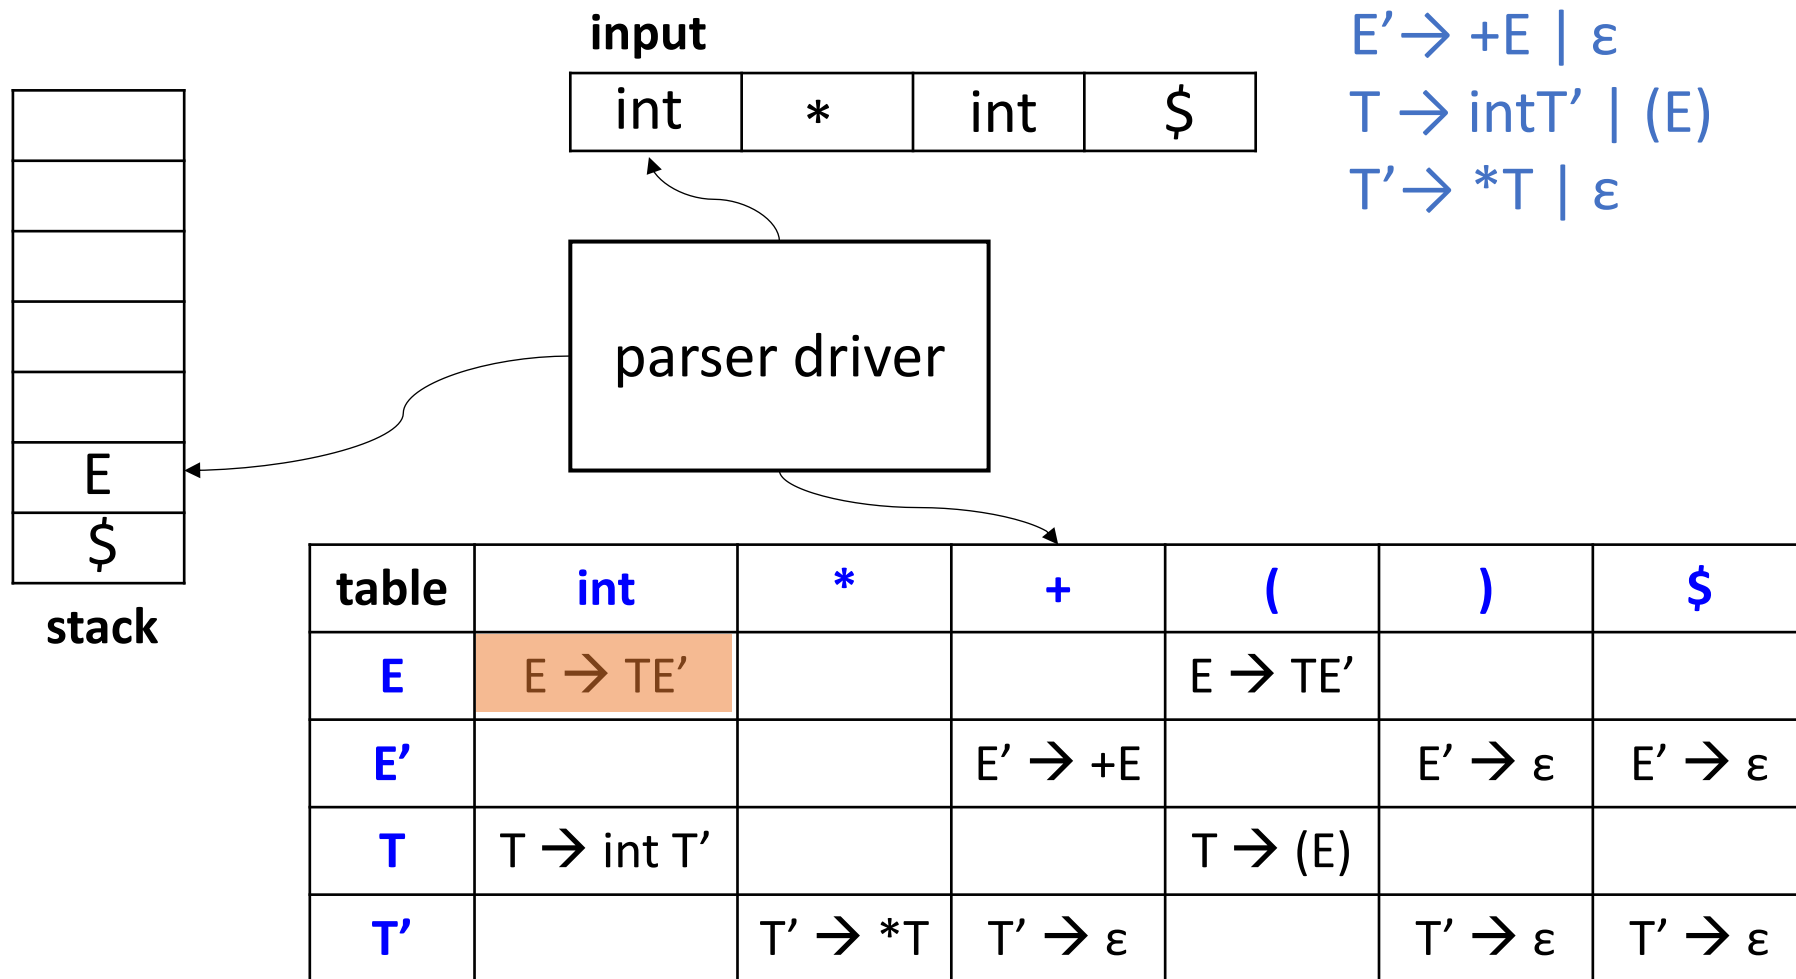 input
int * int $
E’→ +E | ε
T → intT’ | (E)
T’→ *T | ε
parser driver
E
$
stack
table int * + ( ) $
E E → TE’ E → TE’
E’ E’ → +E E’ → ε E’ → ε
T T → int T’ T → (E)
T’ T’ → *T T’ → ε T’ → ε T’ → ε